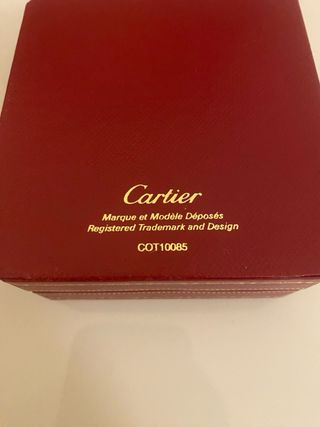 Cartier
Marque et Modèle Déposés
Registered Trademark and Design
COT10085